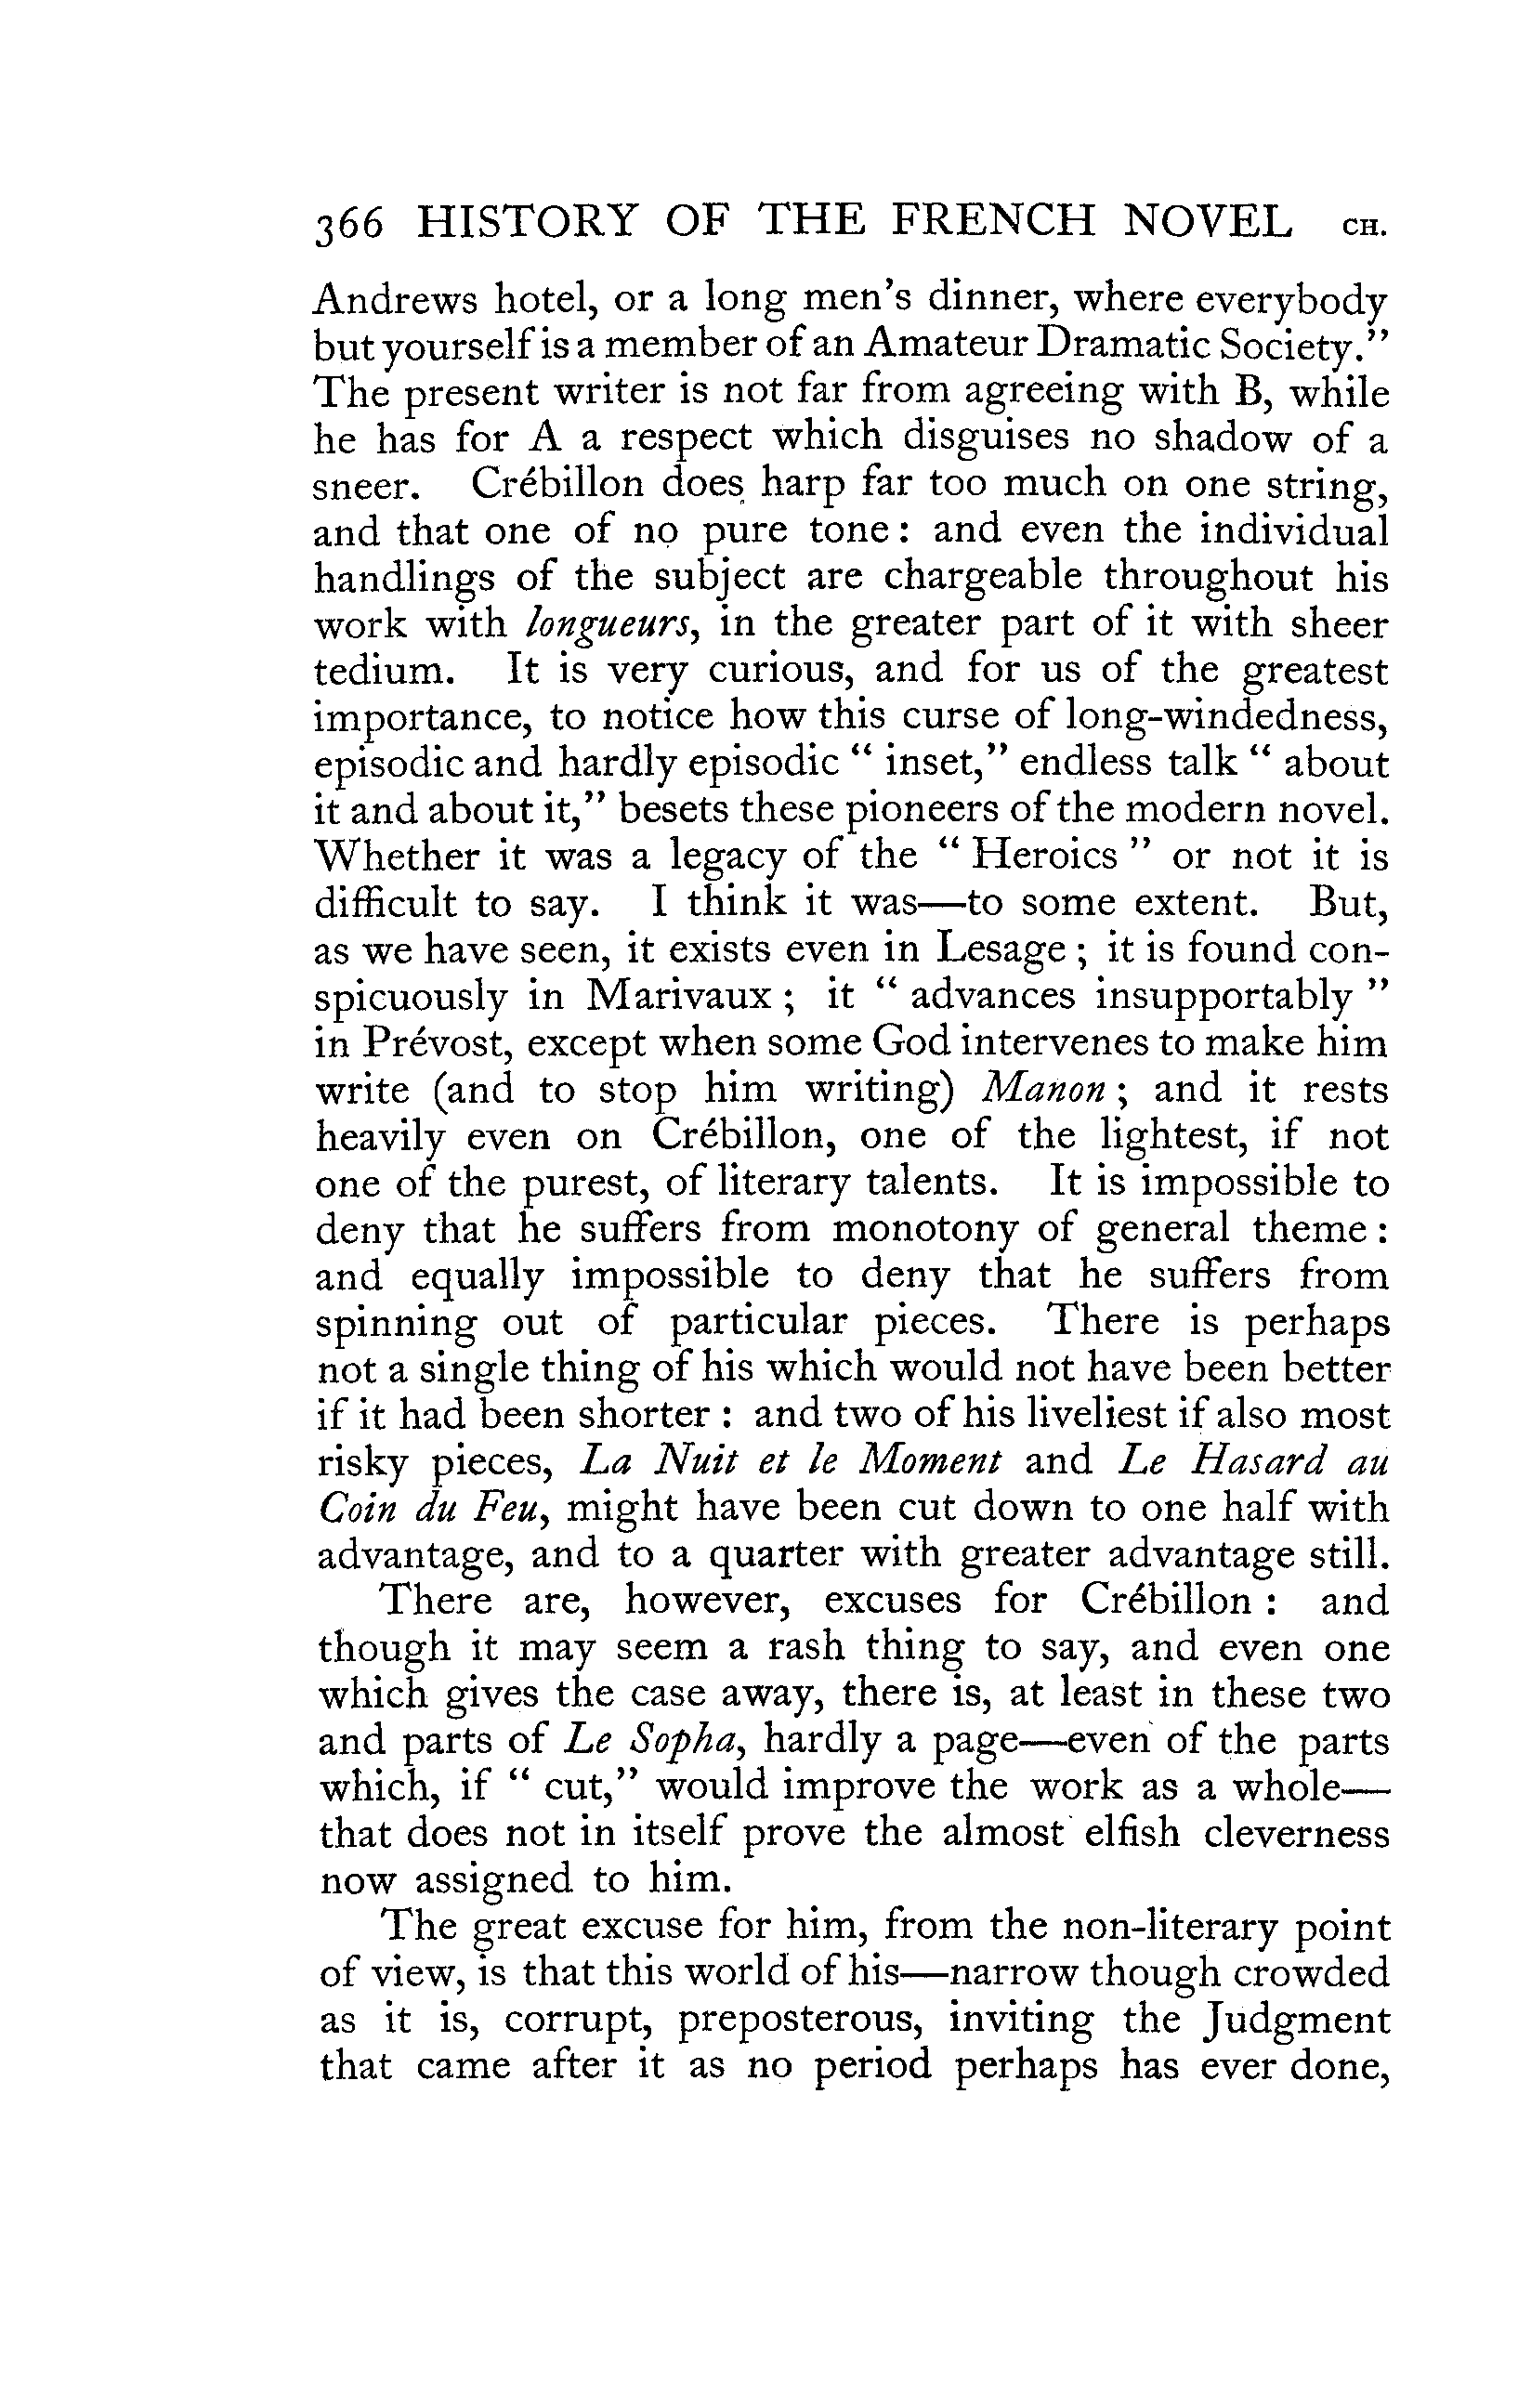 366 HISTORY OF THE FRENCH NOVEL CH.
Andrews hotel, or a long men's dinner, where everybody
but yourself is a member of an Amateur Dramatic Society."
The present writer is not far from agreeing with B, while
he has for A a respect which disguises no shadow of a
sneer. Crébillon does harp far too much on one string,
and that one of no pure tone : and even the individual
handlings of the subject are chargeable throughout his
work with longueurs, in the greater part of it with sheer
tedium. It is very curious, and for us of the greatest
importance, to notice how this curse of long-windedness,
episodic and hardly episodic " inset," endless talk " about
it and about it," besets these pioneers of the modern novel.
Whether it was a legacy of the " Heroics " or not it is
difficult to say. I think it was—to some extent. But,
as we have seen, it exists even in Lesage ; it is found con-
spicuously in Marivaux ; it " advances insupportably "
in Prévost, except when some God intervenes to make him
write (and to stop him writing) Manon ; and it rests
heavily even on Crébillon, one of the lightest, if not
one of the purest, of literary talents. It is impossible to
deny that he suffers from monotony of general theme :
and equally impossible to deny that he suffers from
spinning out of particular pieces. There is perhaps
not a single thing of his which would not have been better
if it had been shorter : and two of his liveliest if also most
risky pieces, La Nuit et le Moment and Le Hasard au
Coin du Feu, might have been cut down to one half with
advantage, and to a quarter with greater advantage still.
There are, however, excuses for Crébillon : and
though it may seem a rash thing to say, and even one
which gives the case away, there is, at least in these two
and parts of Le Sopha, hardly a page—even of the parts
which, if " cut," would improve the work as a whole—
that does not in itself prove the almost elfish cleverness
now assigned to him.
The great excuse for him, from the non-literary point
of view, is that this world of his—narrow though crowded
as it is, corrupt, preposterous, inviting the Judgment
that came after it as no period perhaps has ever done,